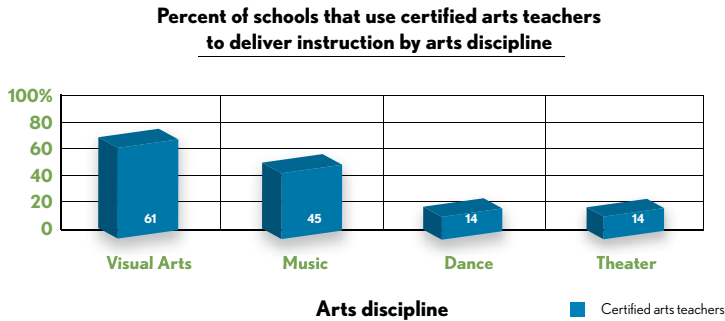 Percent of schools that use certified arts teachers
to deliver instruction by arts discipline
100%
80
60
40
20
0
61
45
14
14
Visual Arts
Music
Dance
Theater
Arts discipline
Certified arts teachers